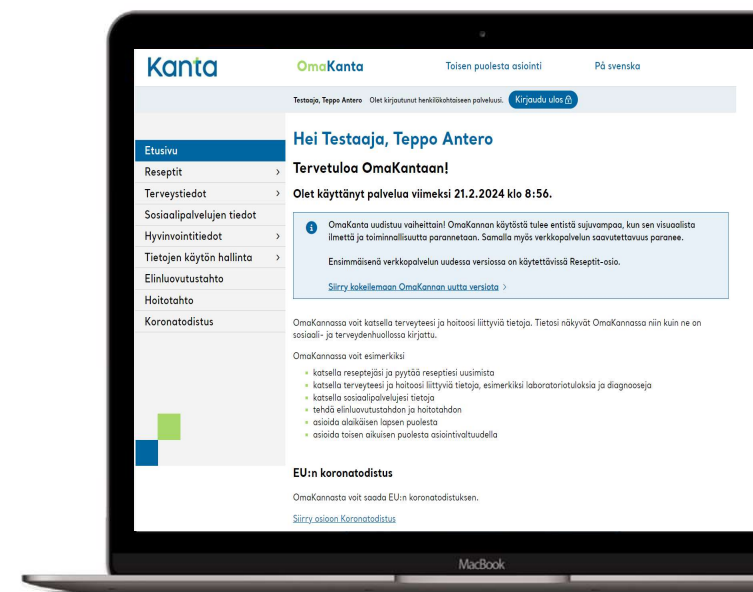 Kanta
OmaKanta
Toisen puolesta asiointi
På svenska
Testaaja, Teppo Antero Olet kirjautunut henkilökohtaiseen palveluusi. Kirjaudu ulos
Etusivu
Reseptit
Terveystiedot
Sosiaalipalvelujen tiedot
Hyvinvointitiedot
Tietojen käytön hallinta
Elinluovutustahto
Hoitotahto
Koronatodistus
Hei Testaaja, Teppo Antero
Tervetuloa OmaKantaan!
Olet käyttänyt palvelua viimeksi 21.2.2024 klo 8:56.
OmaKanta uudistuu vaiheittain! OmaKannan käytöstä tulee entistä sujuvampaa, kun sen visuaalista
ilmettä ja toiminnallisuutta parannetaan. Samalla myös verkkopalvelun saavutettavuus paranee.
Ensimmäisenä verkkopalvelun uudessa versiossa on käytettävissä Reseptit-osio.
Siirry kokeilemaan OmaKannan uutta versiota
OmaKannassa voit katsella terveyteesi ja hoitoosi liittyviä tietoja. Tietosi näkyvät OmaKannassa niin kuin ne on
sosiaali- ja terveydenhuollossa kirjattu.
OmaKannassa voit esimerkiksi
katsella reseptejäsi ja pyytää reseptiesi uusimista
katsella terveyteesi ja hoitoosi liittyviä tietoja, esimerkiksi laboratoriotuloksia ja diagnooseja
katsella sosiaalipalvelujesi tietoja
tehdä elinluovutustahdon ja hoitotahdon
asioida alaikäisen lapsen puolesta
asioida toisen aikuisen puolesta asiointivaltuudella
EU:n koronatodistus
OmaKannasta voit saada EU:n koronatodistuksen.
Siirry osioon Koronatodistus
MacBook